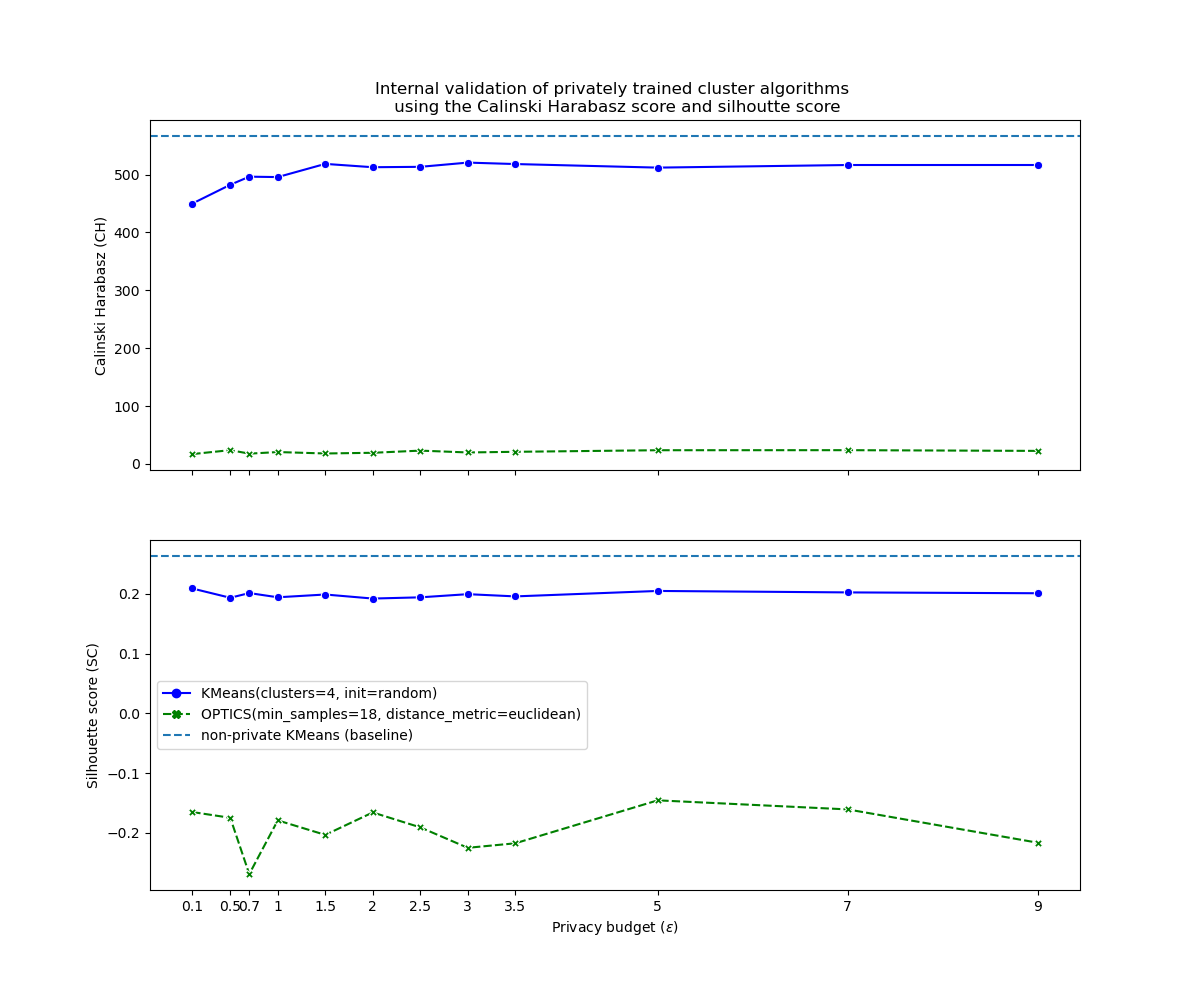 Internal validation of privately trained cluster algorithms
using the Calinski Harabasz score and silhoutte score
500
400
300
200
100
0
Calinski Harabasz (CH)
0.2
0.1
0.0
−0.1
−0.2
Silhouette score (SC)
KMeans(clusters=4, init=random)
OPTICS(min_samples=18, distance_metric=euclidean)
non-private KMeans (baseline)
0.1 0.5 0.7 1 1.5 2 2.5 3 3.5 5 7 9
Privacy budget (ε)